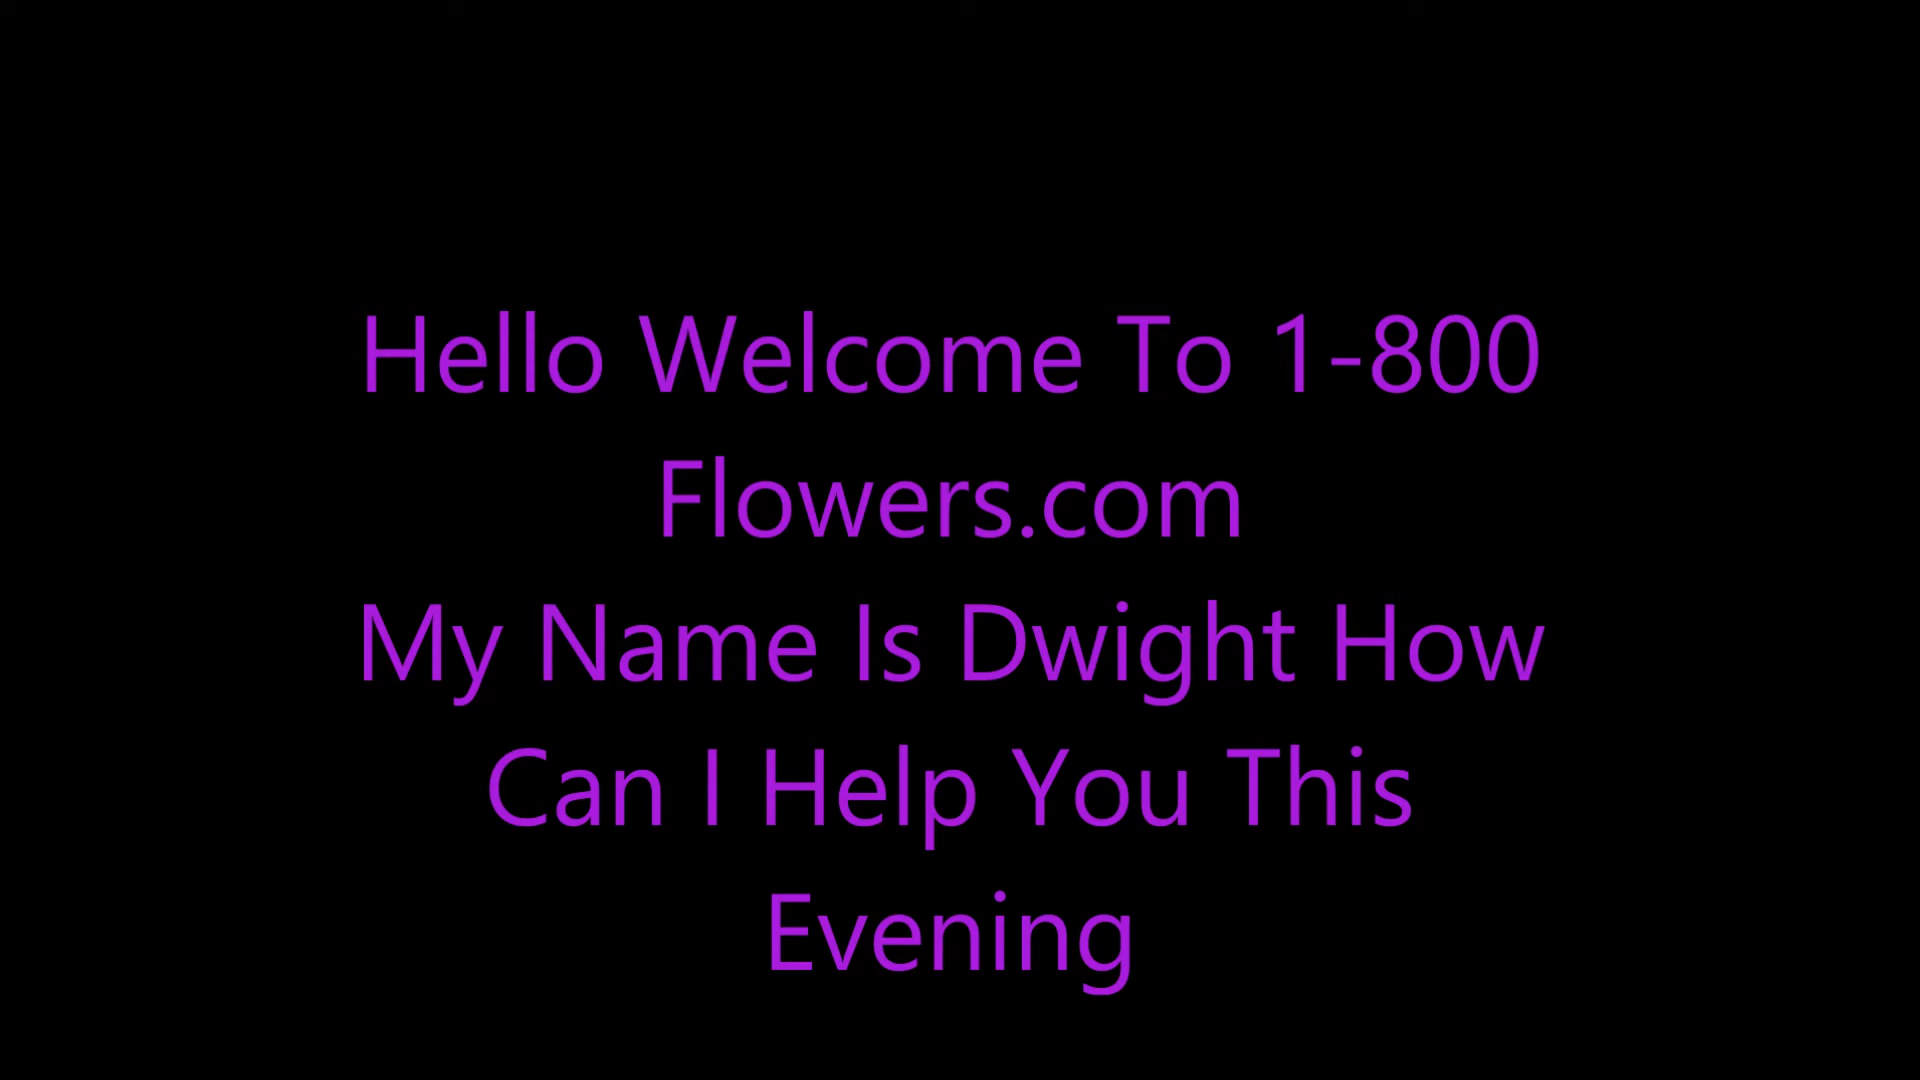 Hello Welcome To 1-800
Flowers.com
My Name Is Dwight How
Can I Help You This
Evening